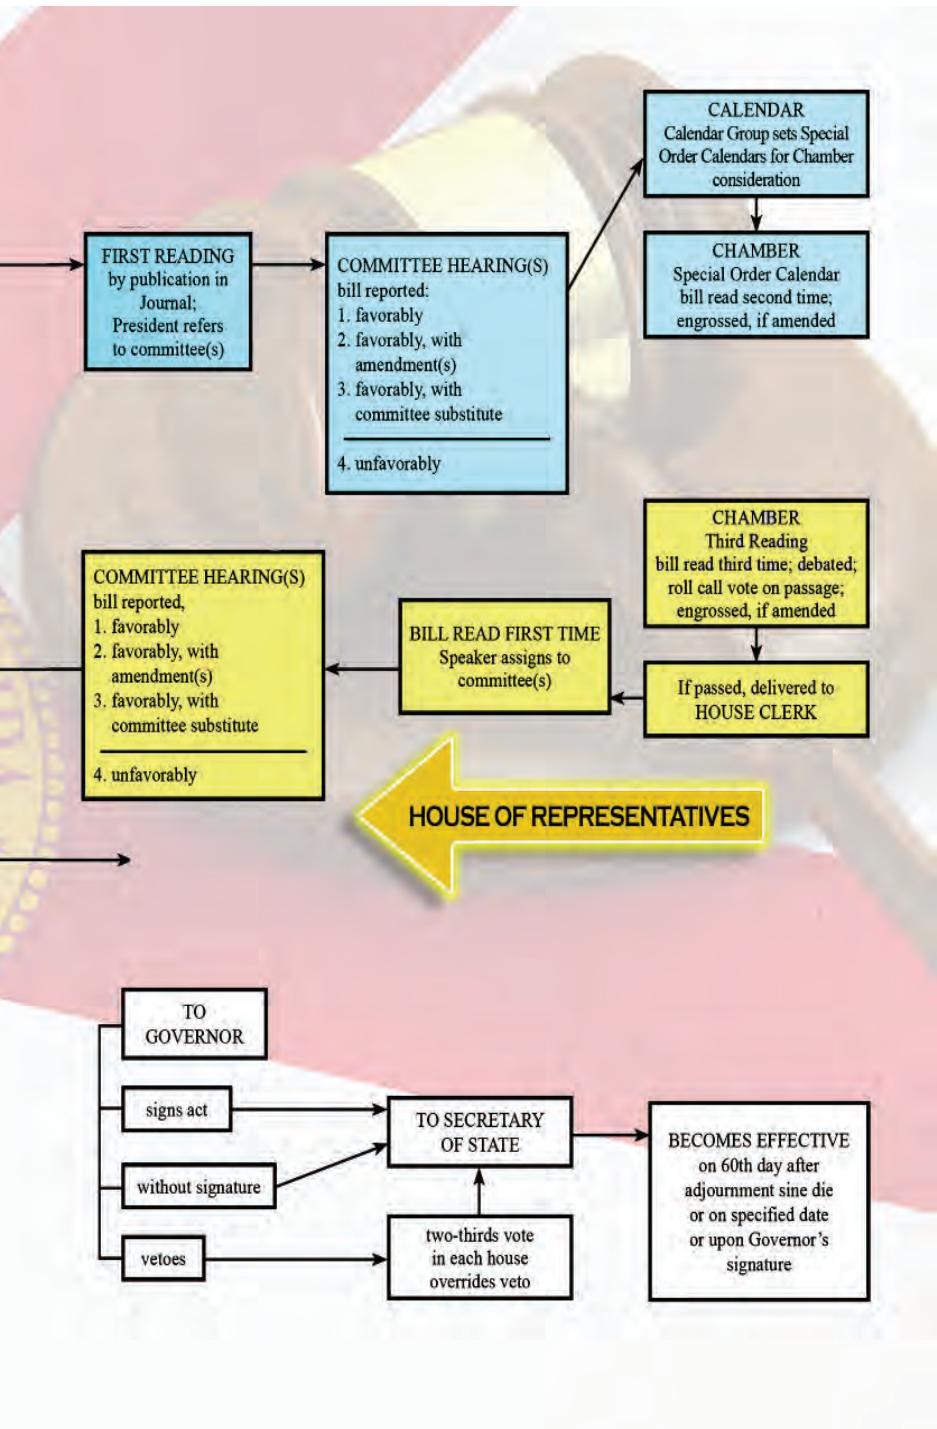 CALENDAR
Calendar Group sets Special
Order Calendars for Chamber
consideration
FIRST READING
by publication in
Journal;
President refers
to committee(s)
COMMITTEE HEARING(S)
bill reported:
1. favorably
2. favorably, with
amendment(s)
3. favorably, with
committee substitute
4. unfavorably
CHAMBER
Special Order Calendar
bill read second time;
engrossed, if amended
CHAMBER
Third Reading
bill read third time; debated;
roll call vote on passage;
engrossed, if amended
If passed, delivered to
HOUSE CLERK
BILL READ FIRST TIME
Speaker assigns to
committee(s)
COMMITTEE HEARING(S)
bill reported,
1. favorably
2. favorably, with
amendment(s)
3. favorably, with
committee substitute
4. unfavorably
HOUSE OF REPRESENTATIVES
TO
GOVERNOR
signs act
without signature
vetoes
TO SECRETARY
OF STATE
two-thirds vote
in each house
overrides veto
BECOMES EFFECTIVE
on 60th day after
adjournment sine die
or on specified date
or upon Governor's
signature